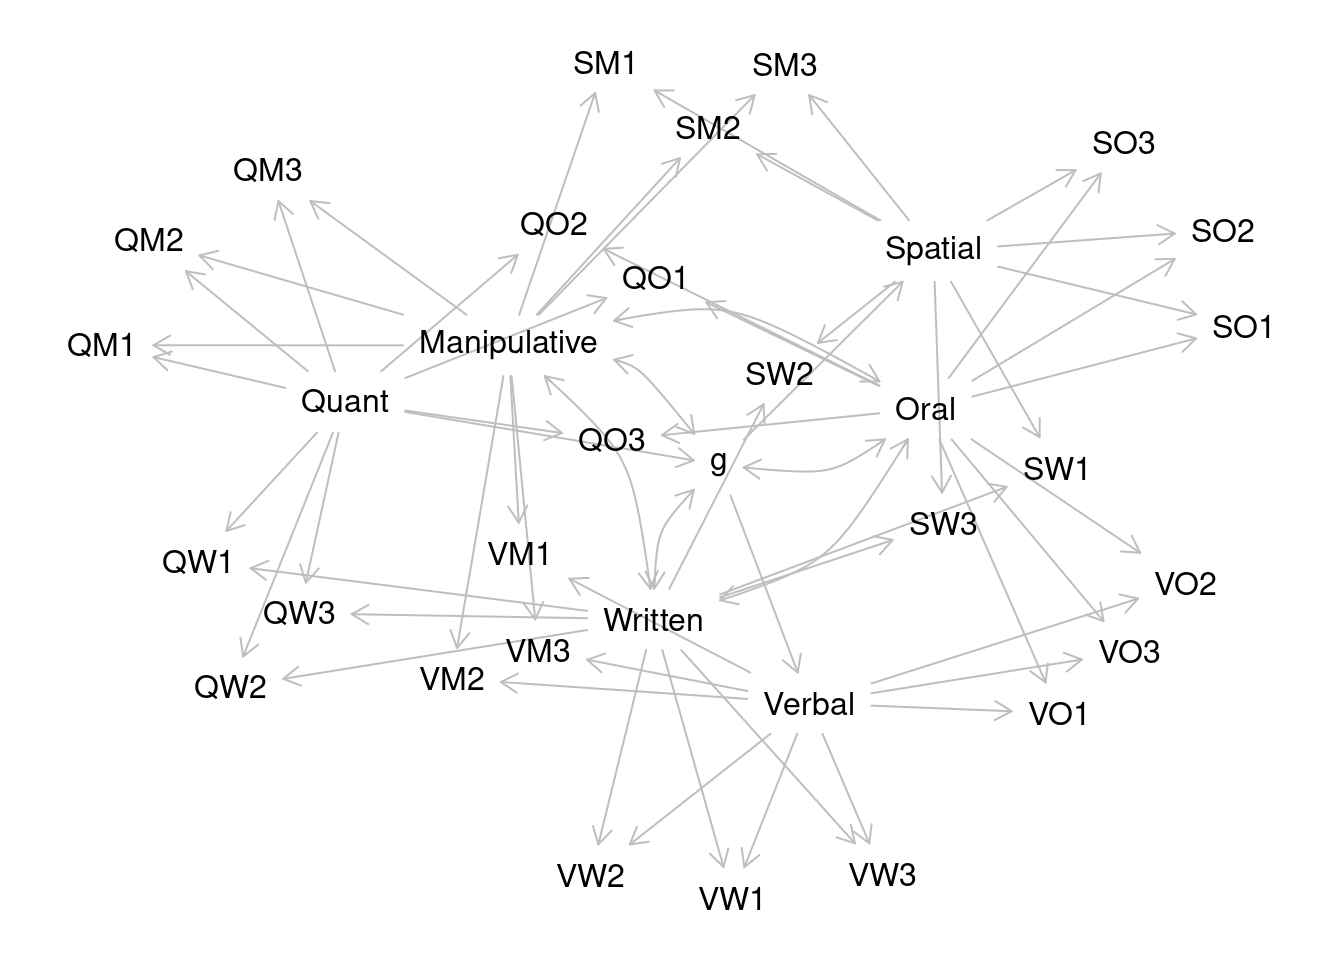 SM1
SM3
SM2
SO3
QM3
QO2
SO2
QM2
Spatial
QO1
SO1
QM1
Manipulative
SW2
Quant
Oral
QO3
g
SW1
SW3
VM1
QW1
VO2
QW3
Written
VM3
VO3
VM2
QW2
Verbal
VO1
VW2
VW3
VW1